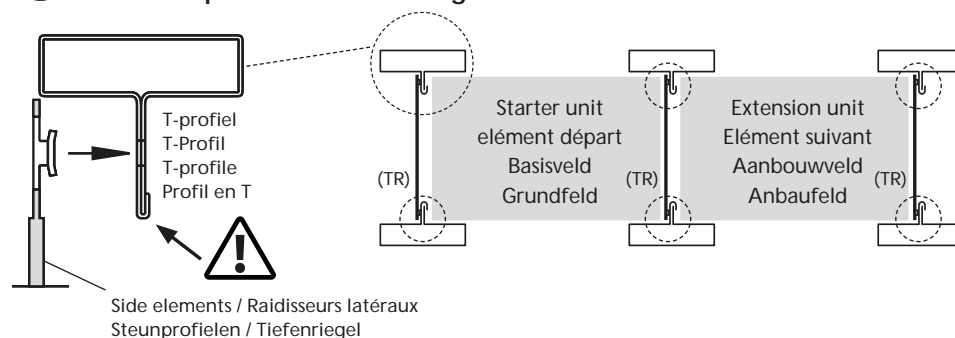 T-profiel
T-Profil
T-profile
Profil en T
Side elements / Raidisseurs latéraux
Steunprofielen / Tiefenriegel
(TR)
Starter unit
elément départ
Basisveld
Grundfeld
(TR)
Extension unit
Elément suivant
Aanbouwveld
Anbaufeld
(TR)